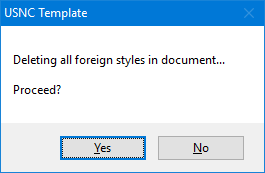 USNC Template
Deleting all foreign styles in document...
Proceed?
Yes
No